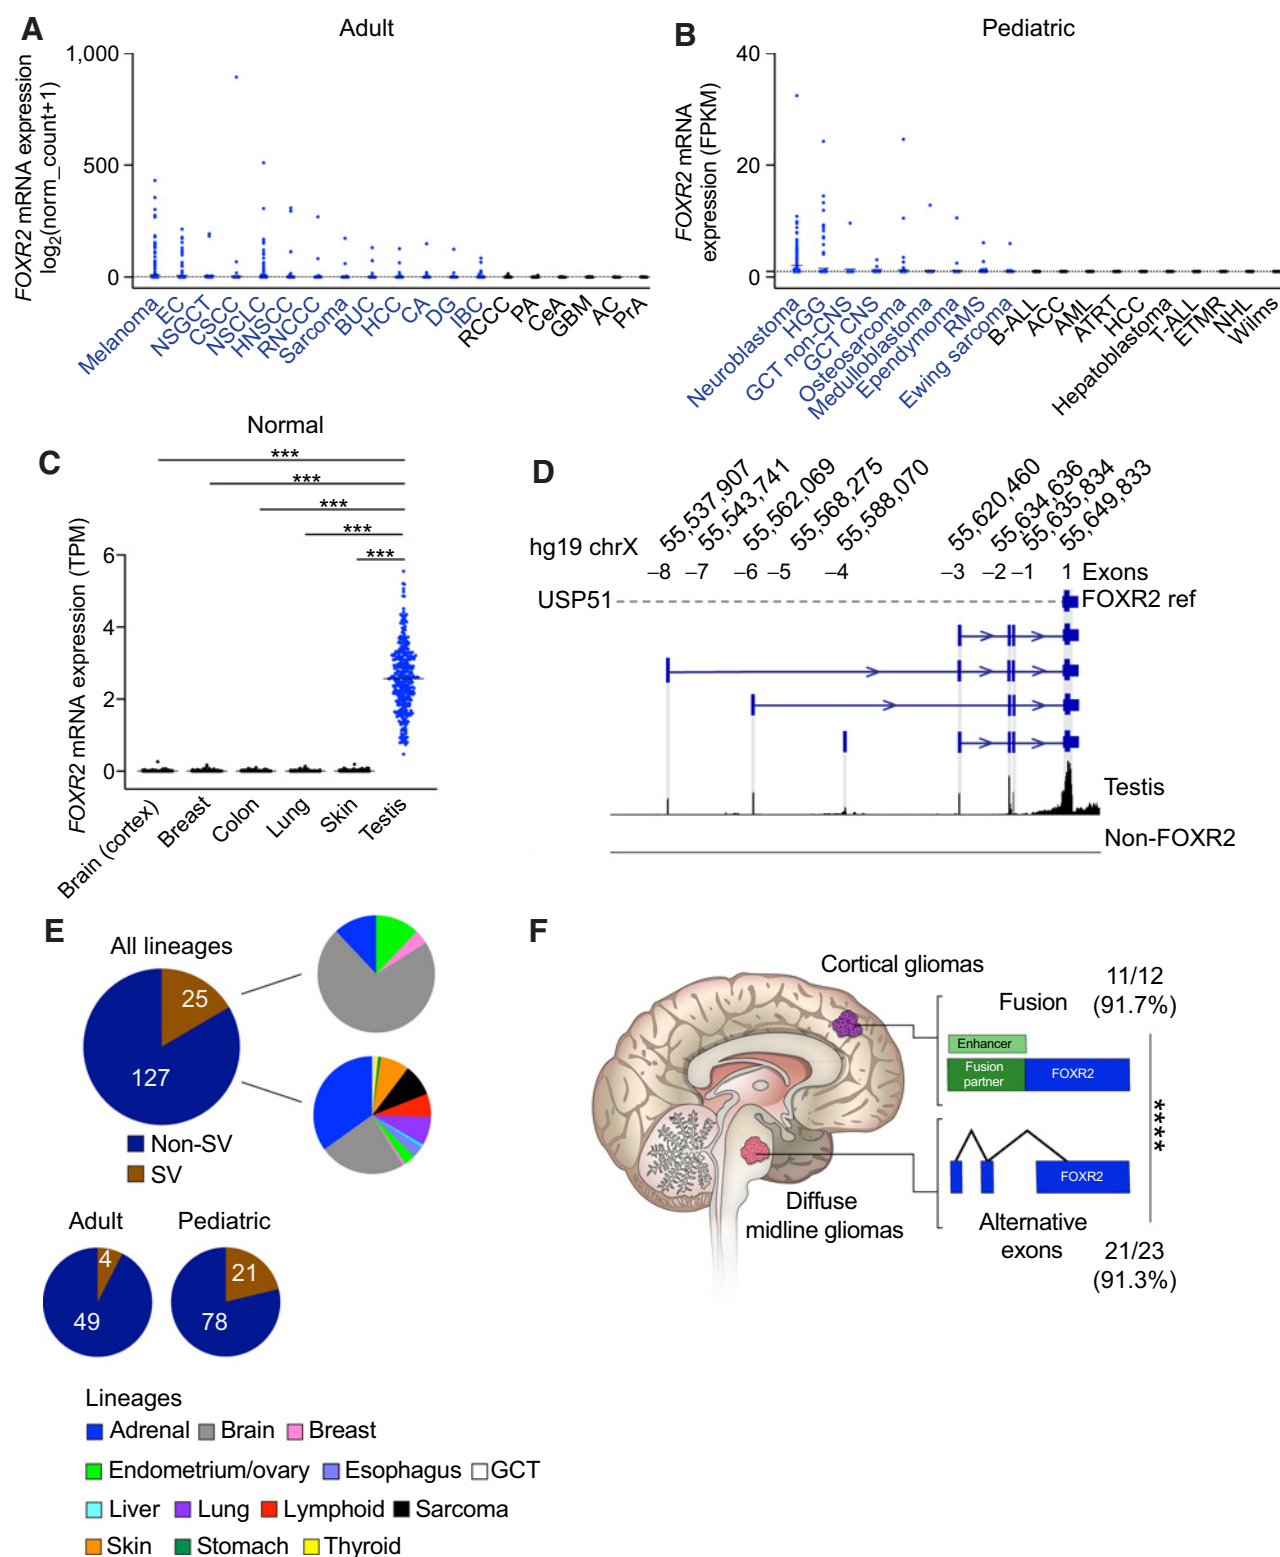 A
Adult
FOXR2 mRNA expression
log2(norm_count+1)
1,000
500
0
Melanoma
EC
NSGCT
CSCC
NSCLC
HNSCC
RNCCC
Sarcoma
BUC
HCC
CA
DG
IBC
RCCC
PA
CeA
GBM
AC
PrA
B
Pediatric
FOXR2 mRNA
expression (FPKM)
40
20
0
Neuroblastoma
HGG
GCT non-CNS
GCT CNS
Osteosarcoma
Medulloblastoma
Ependymoma
RMS
Ewing sarcoma
B-ALL
ACC
AML
ATRT
HCC
Hepatoblastoma
T-ALL
ETMR
NHL
Wilms
C
Normal
***
***
***
***
***
FOXR2 mRNA expression (TPM)
6
4
2
0
Brain (cortex)
Breast
Colon
Lung
Skin
Testis
D
hg19 chrX
55,537,907
55,543,741
55,562,069
55,568,275
55,588,070
55,620,460
55,634,636
55,635,834
55,649,833
–8 –7 –6 –5 –4 –3 –2 –1 1 Exons
USP51
FOXR2 ref
Testis
Non-FOXR2
E
All lineages
25
127
Non-SV
SV
Adult
Pediatric
4
49
21
78
Lineages
Adrenal Brain Breast
Endometrium/ovary Esophagus GCT
Liver Lung Lymphoid Sarcoma
Skin Stomach Thyroid
F
Cortical gliomas
11/12
(91.7%)
Fusion
Enhancer
Fusion
partner
FOXR2
****
FOXR2
Diffuse
midline gliomas
Alternative
exons
21/23
(91.3%)